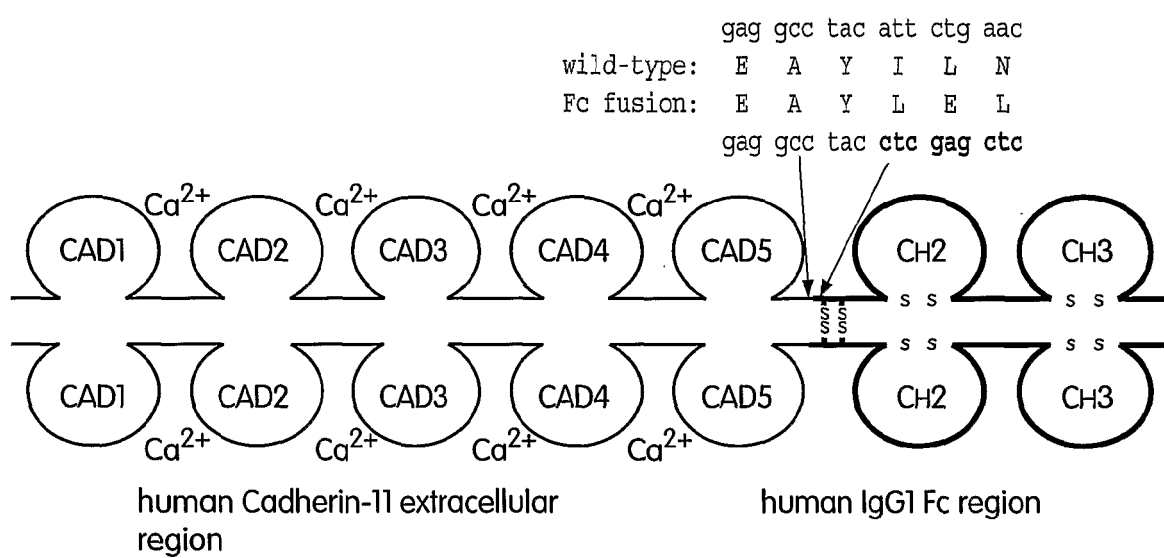 gag gcc tac att ctg aac
wild-type: E A Y I L N
Fc fusion: E A Y L E L
gag gcc tac ctc gag ctc
Ca2+ Ca2+ Ca2+ Ca2+
CAD1 CAD2 CAD3 CAD4 CAD5 CH2 CH3
s s s s
S S
S S
s s s s
CAD1 CAD2 CAD3 CAD4 CAD5 CH2 CH3
Ca2+ Ca2+ Ca2+ Ca2+
human Cadherin-11 extracellular
region
human IgG1 Fc region